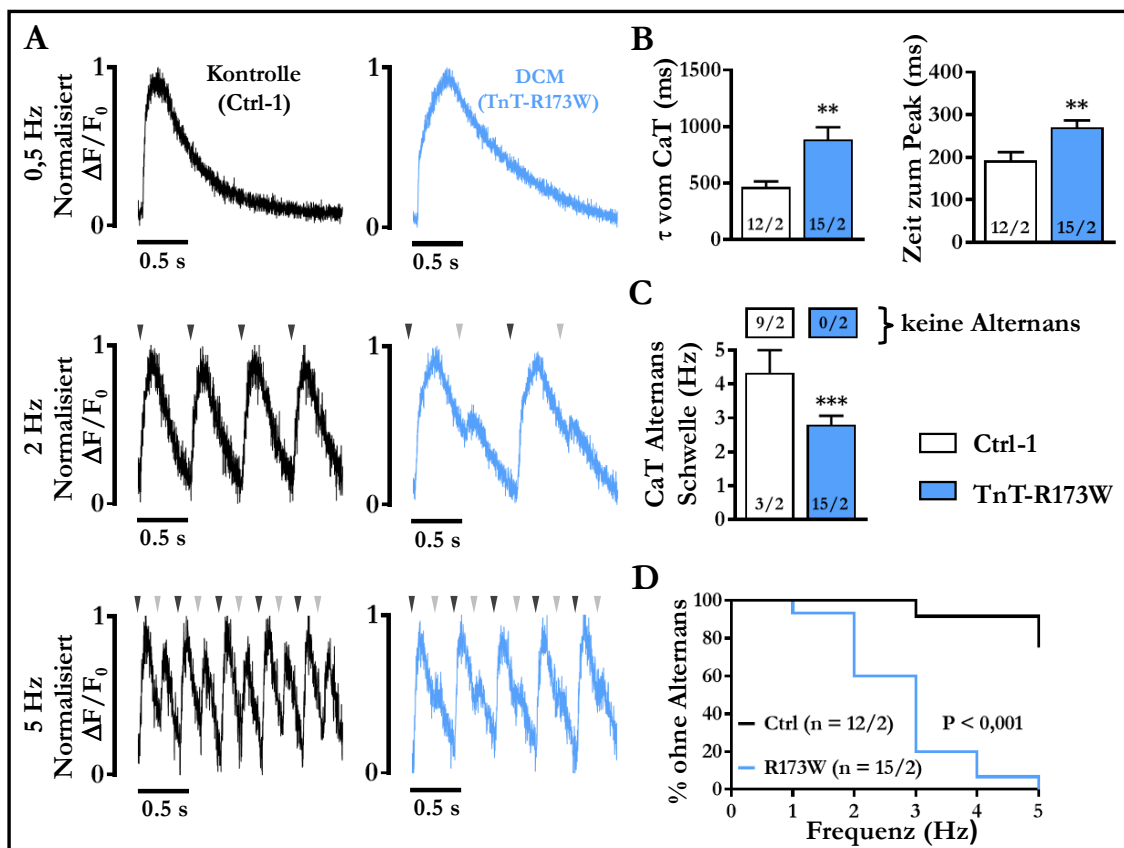 A
0,5 Hz
Normalisiert
ΔF/F0
1
0
Kontrolle
(Ctrl-1)
0.5 s
1
0
DCM
(TnT-R173W)
0.5 s
2 Hz
Normalisiert
ΔF/F0
1
0
0.5 s
1
0
0.5 s
5 Hz
Normalisiert
ΔF/F0
1
0
0.5 s
1
0
0.5 s
B
τ vom CaT (ms)
1500
1000
500
0
**
12/2
15/2
Zeit zum Peak (ms)
400
300
200
100
0
**
12/2
15/2
C
9/2
0/2
} keine Alternans
CaT Alternans
Schwelle (Hz)
5
4
3
2
1
0
***
3/2
15/2
Ctrl-1
TnT-R173W
D
% ohne Alternans
100
80
60
40
20
0
Ctrl (n = 12/2)
P < 0,001
R173W (n = 15/2)
0
1
2
3
4
5
Frequenz (Hz)